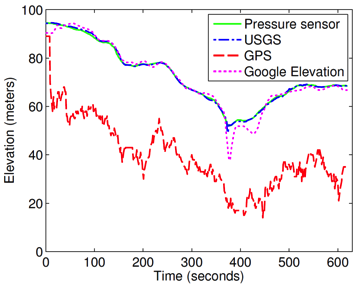 100
80
60
40
20
0
Elevation (meters)
Pressure sensor
USGS
GPS
Google Elevation
0 100 200 300 400 500 600
Time (seconds)